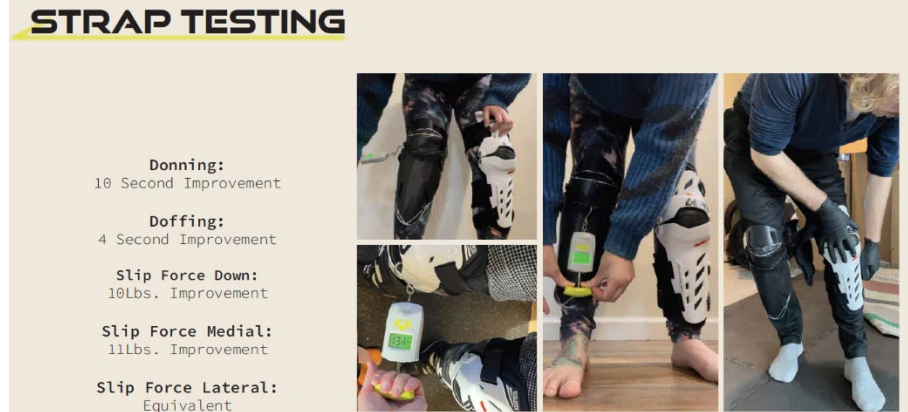 STRAP TESTING
Donning:
10 Second Improvement
Doffing:
4 Second Improvement
Slip Force Down:
10Lbs. Improvement
Slip Force Medial:
11Lbs. Improvement
Slip Force Lateral:
Equivalent